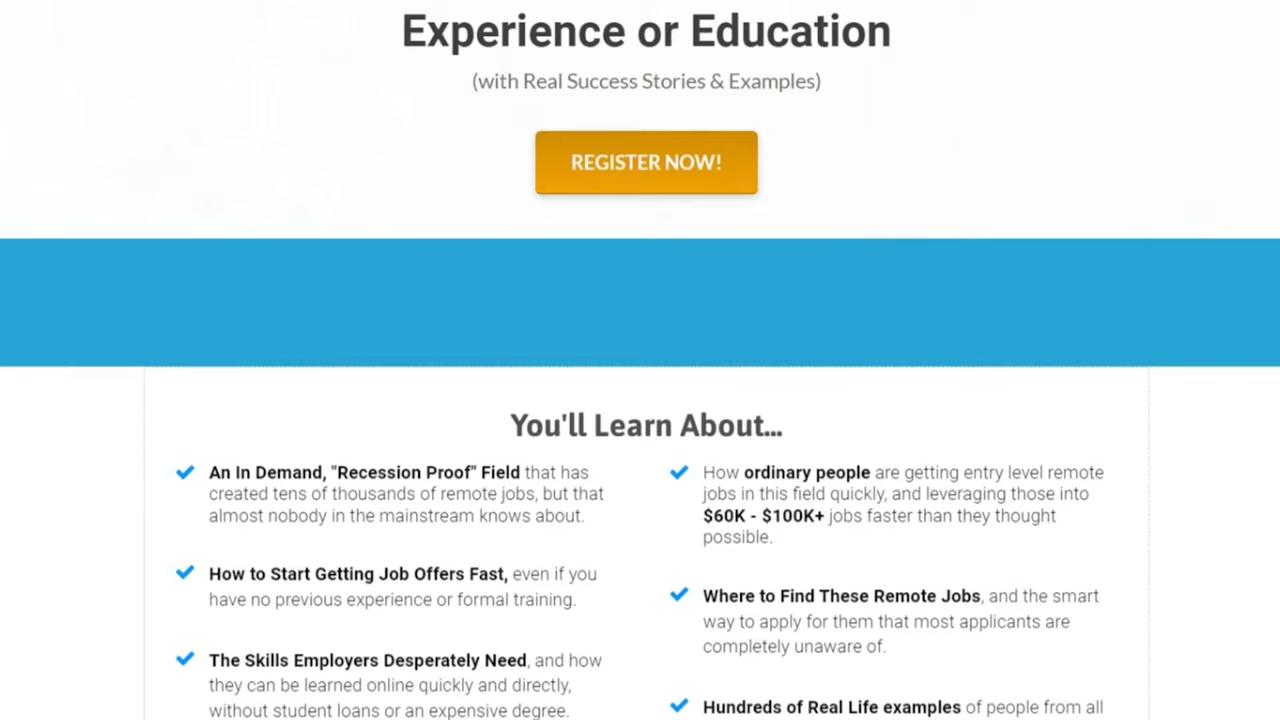 Experience or Education
(with Real Success Stories & Examples)
REGISTER NOW!
You'll Learn About...
An In Demand, "Recession Proof" Field that has
created tens of thousands of remote jobs, but that
almost nobody in the mainstream knows about.
How to Start Getting Job Offers Fast, even if you
have no previous experience or formal training.
The Skills Employers Desperately Need, and how
they can be learned online quickly and directly,
without student loans or an expensive degree.
How ordinary people are getting entry level remote
jobs in this field quickly, and leveraging those into
$60K - $100K+ jobs faster than they thought
possible.
Where to Find These Remote Jobs, and the smart
way to apply for them that most applicants are
completely unaware of.
Hundreds of Real Life examples of people from all